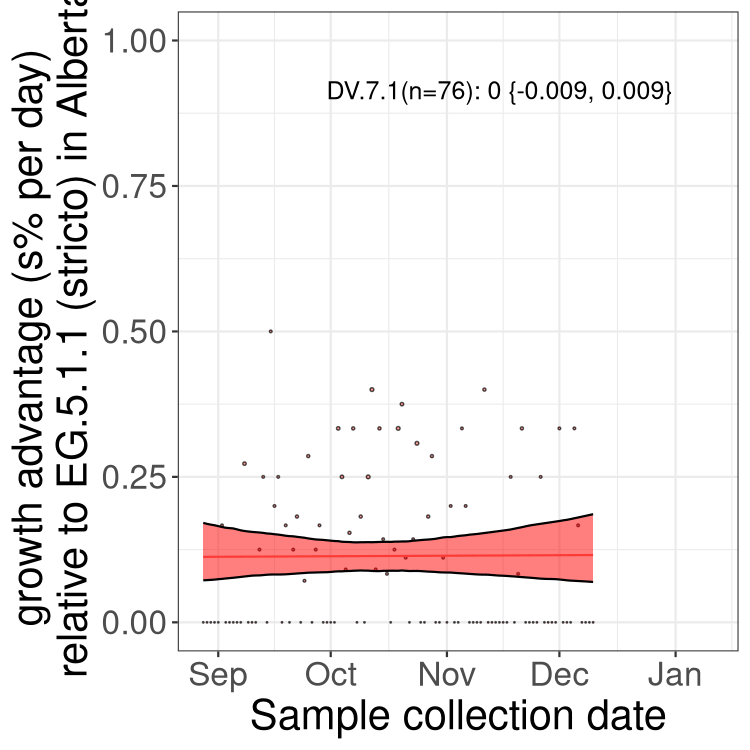 growth advantage (s% per day)
relative to EG.5.1.1 (stricto) in Alberta
1.00
0.75
0.50
0.25
0.00
DV.7.1(n=76): 0 {-0.009, 0.009}
Sep Oct Nov Dec Jan
Sample collection date